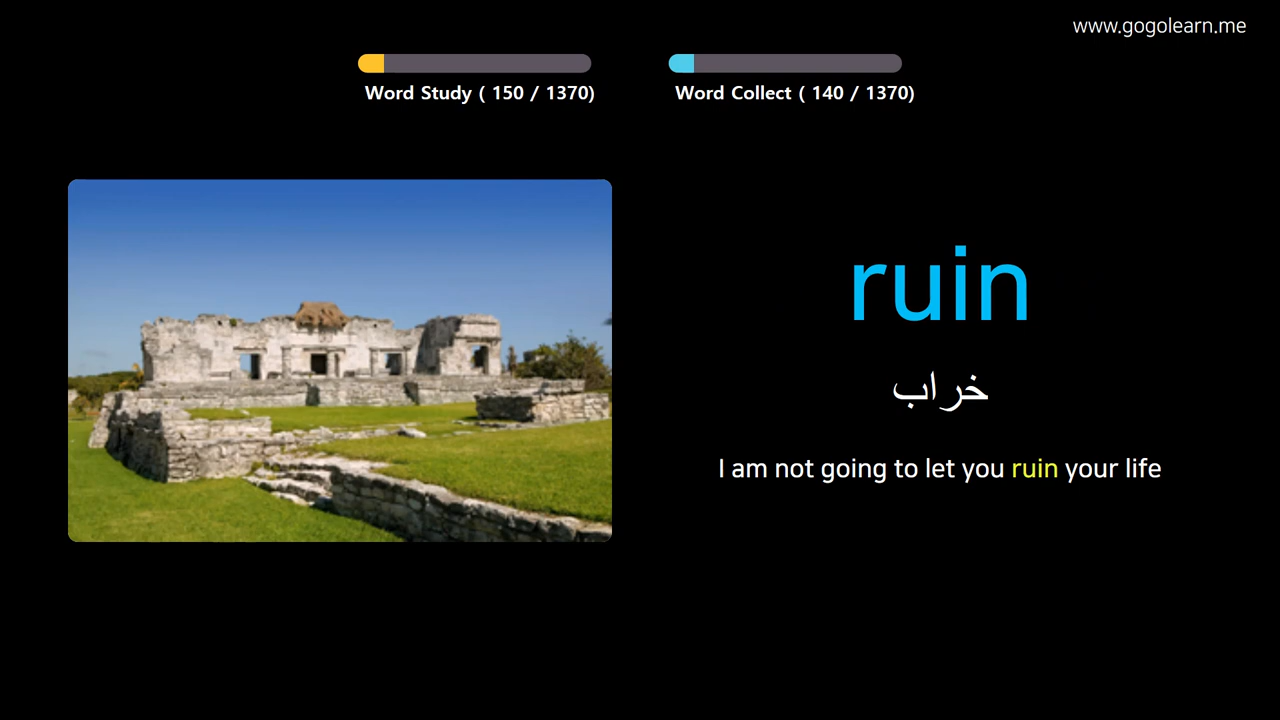 www.gogolearn.me
Word Study ( 150 / 1370)
Word Collect ( 140 / 1370)
ruin
خراب
I am not going to let you ruin your life